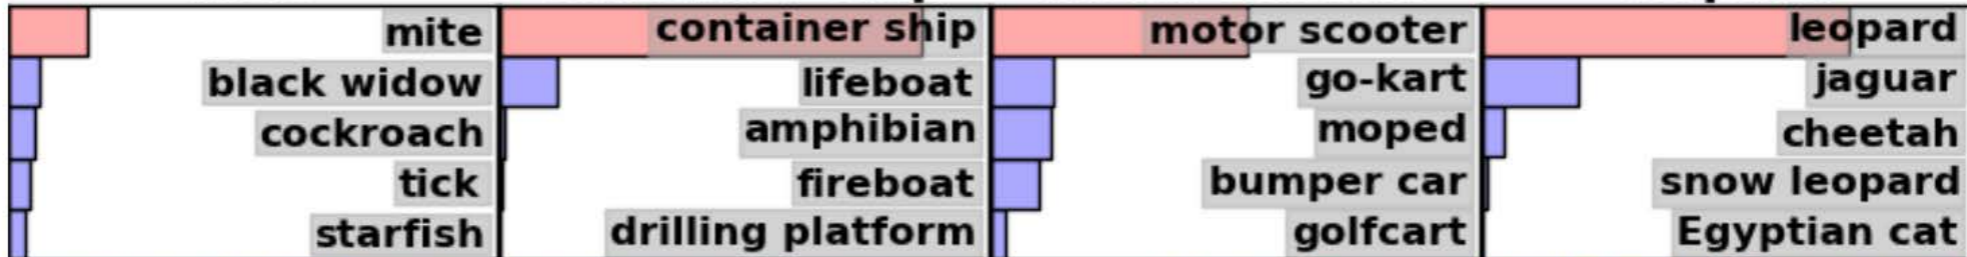 mite
black widow
cockroach
tick
starfish
container ship
lifeboat
amphibian
fireboat
drilling platform
motor scooter
go-kart
moped
bumper car
golfcart
leopard
jaguar
cheetah
snow leopard
Egyptian cat